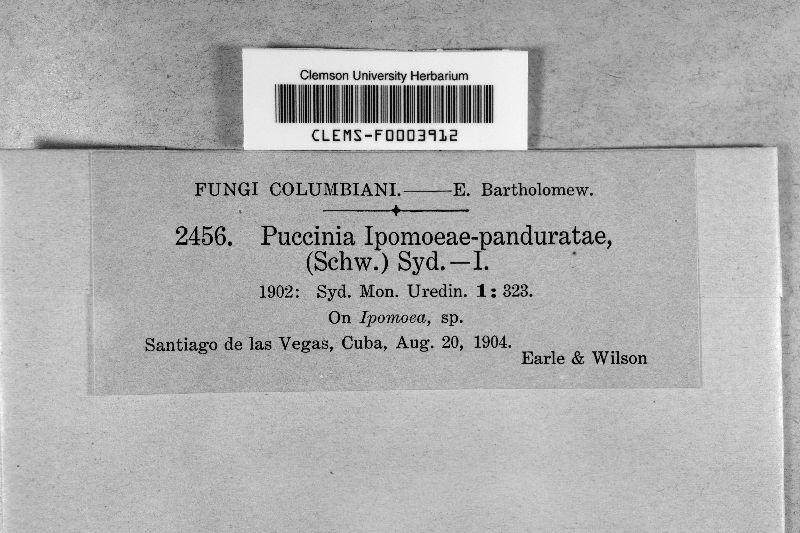 Clemson University Herbarium
CLEMS-F0003912
FUNGI COLUMBIANI.——E. Bartholomew.
2456. Puccinia Ipomoeae-panduratae,
(Schw.) Syd.—I.
1902: Syd. Mon. Uredin. 1: 323.
On Ipomoea, sp.
Santiago de las Vegas, Cuba, Aug. 20, 1904.
Earle & Wilson